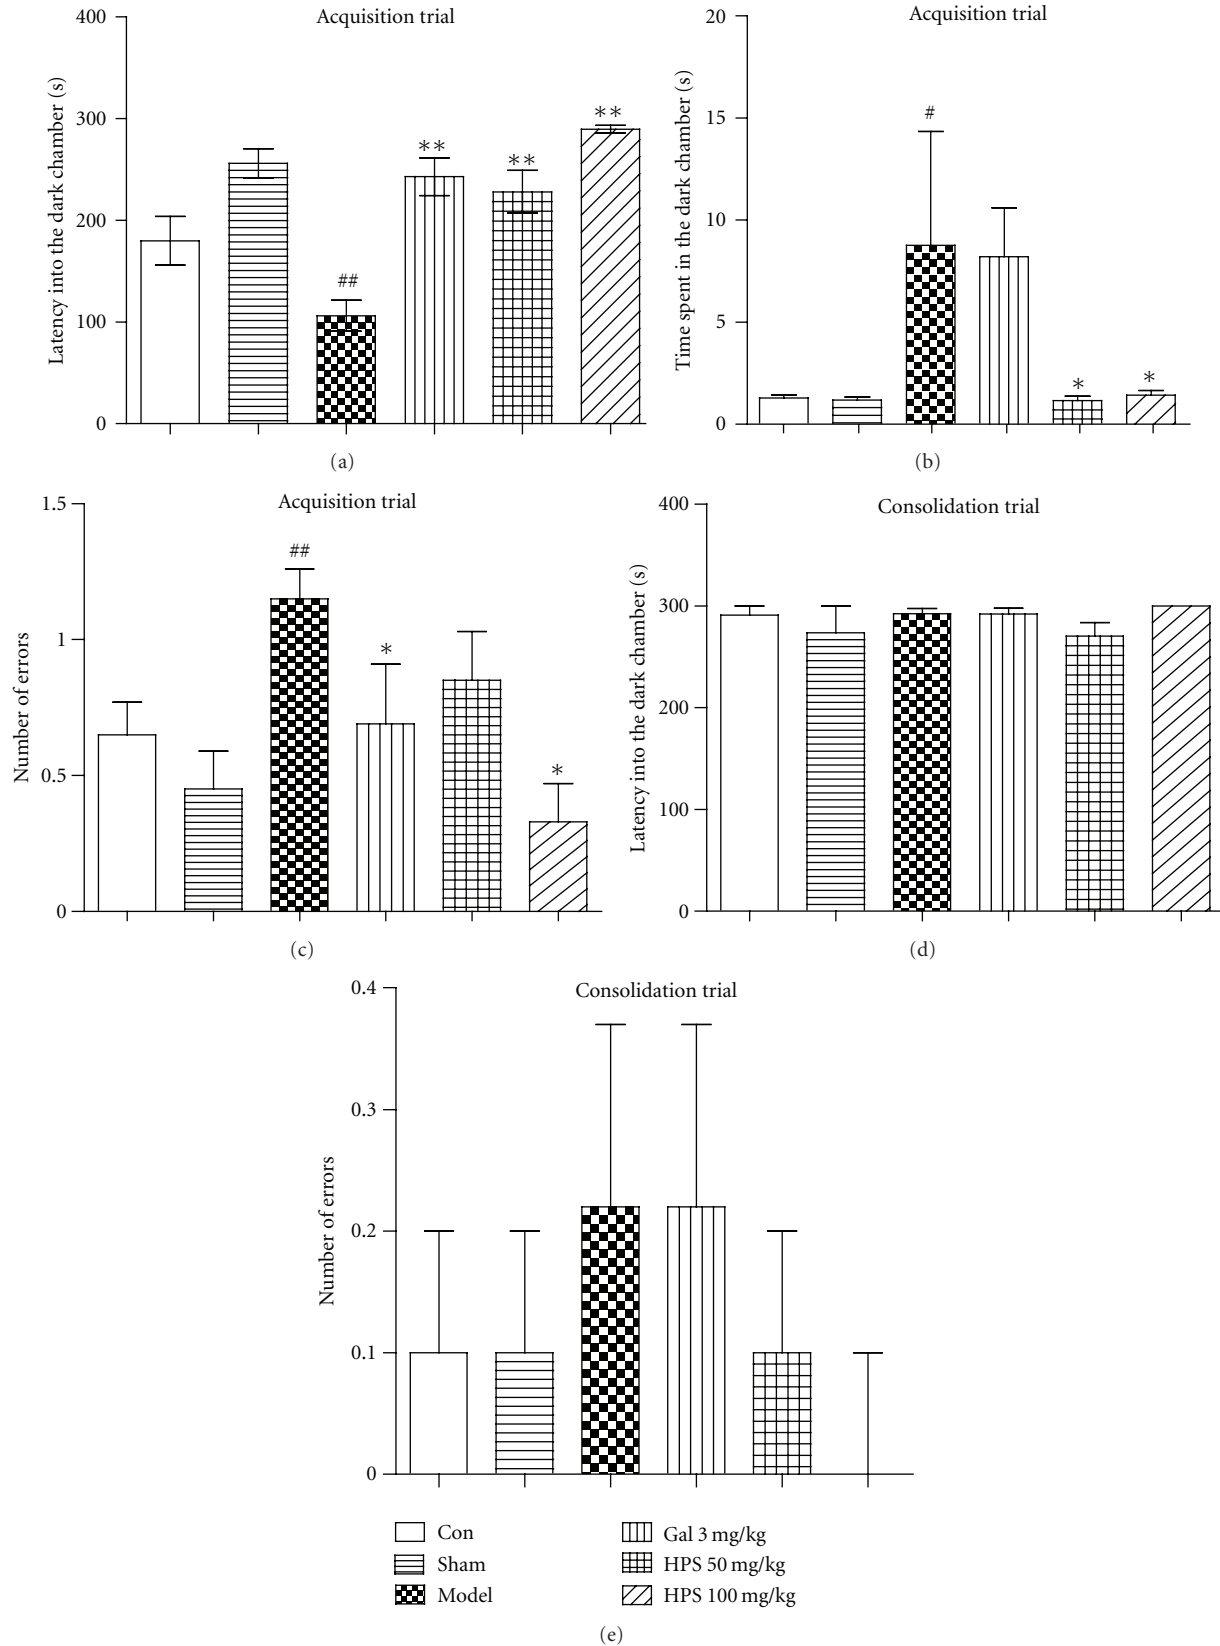 Acquisition trial
Latency into the dark chamber (s)
400
300
200
100
0
##
**
**
**
(a)
Acquisition trial
Time spent in the dark chamber (s)
20
15
10
5
0
#
*
*
(b)
Acquisition trial
Number of errors
1.5
1
0.5
0
##
*
*
(c)
Consolidation trial
Latency into the dark chamber (s)
400
300
200
100
0
(d)
Consolidation trial
Number of errors
0.4
0.3
0.2
0.1
0
Con
Sham
Model
Gal 3 mg/kg
HPS 50 mg/kg
HPS 100 mg/kg
(e)